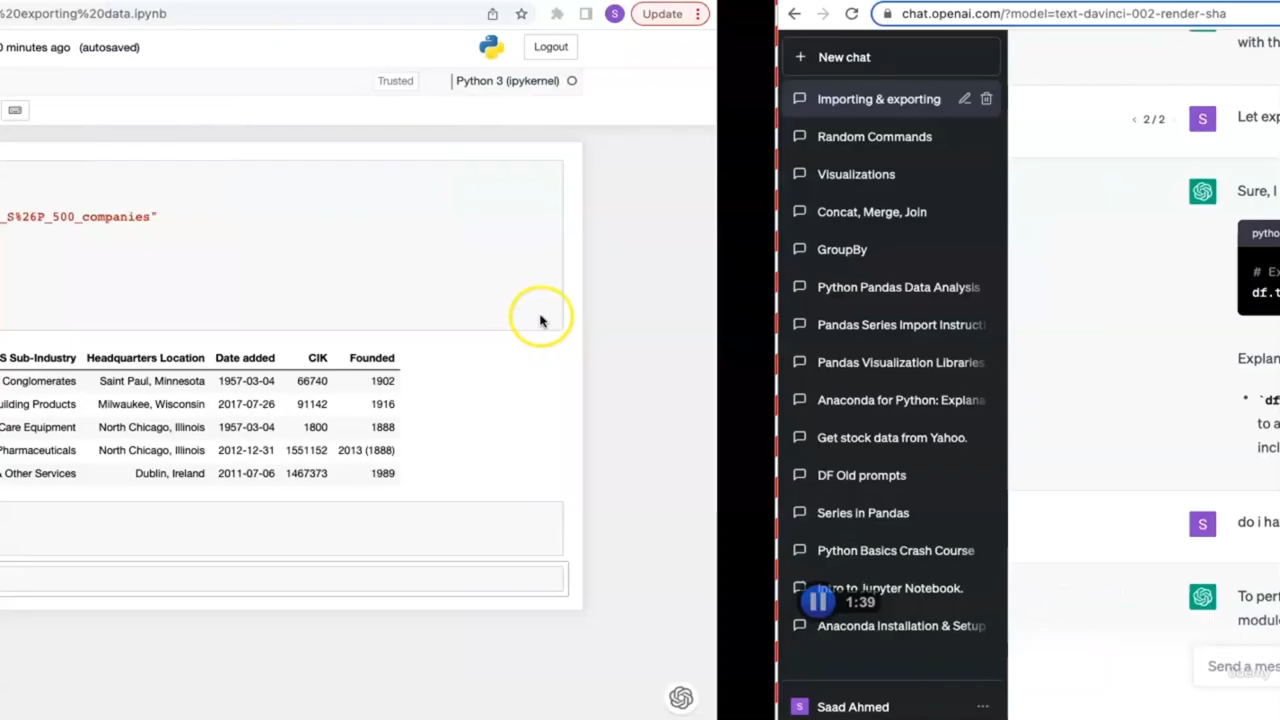 %20exporting%20data.ipynb
Update
0 minutes ago (autosaved)
Logout
Trusted
Python 3 (ipykernel)
_S%26P_500_companies"
S Sub-Industry Headquarters Location Date added CIK Founded
Conglomerates Saint Paul, Minnesota 1957-03-04 66740 1902
uilding Products Milwaukee, Wisconsin 2017-07-26 91142 1916
Care Equipment North Chicago, Illinois 1957-03-04 1800 1888
Pharmaceuticals North Chicago, Illinois 2012-12-31 1551152 2013 (1888)
& Other Services Dublin, Ireland 2011-07-06 1467373 1989
chat.openai.com/?model=text-davinci-002-render-sha
+ New chat
Importing & exporting
Random Commands
Visualizations
Concat, Merge, Join
GroupBy
Python Pandas Data Analysis
Pandas Series Import Instructi
Pandas Visualization Libraries
Anaconda for Python: Explana
Get stock data from Yahoo.
DF Old prompts
Series in Pandas
Python Basics Crash Course
Intro to Jupyter Notebook.
1:39
Anaconda Installation & Setup
S Saad Ahmed
with th
< 2/2
S
Let exp
Sure, I
pytho
# Ex
df.t
Explan
`df
to a
incl
S
do i ha
To perf
modul
Send a mes
udemy